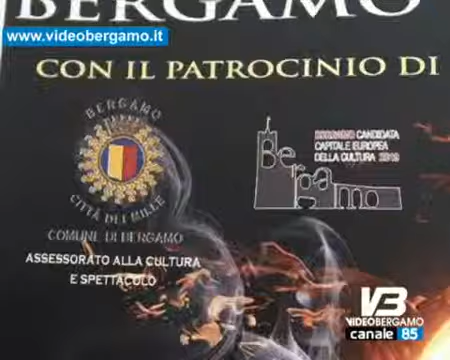 BERGAMO
www.videobergamo.it
CON IL PATROCINIO DI
BERGAMO
CITTÀ DEI MILLE
COMUNE DI BERGAMO
ASSESSORATO ALLA CULTURA
E SPETTACOLO
BERGAMO CANDIDATA
CAPITALE EUROPEA
DELLA CULTURA 2019
Bergamo
VB
VIDEOBERGAMO
canale 85